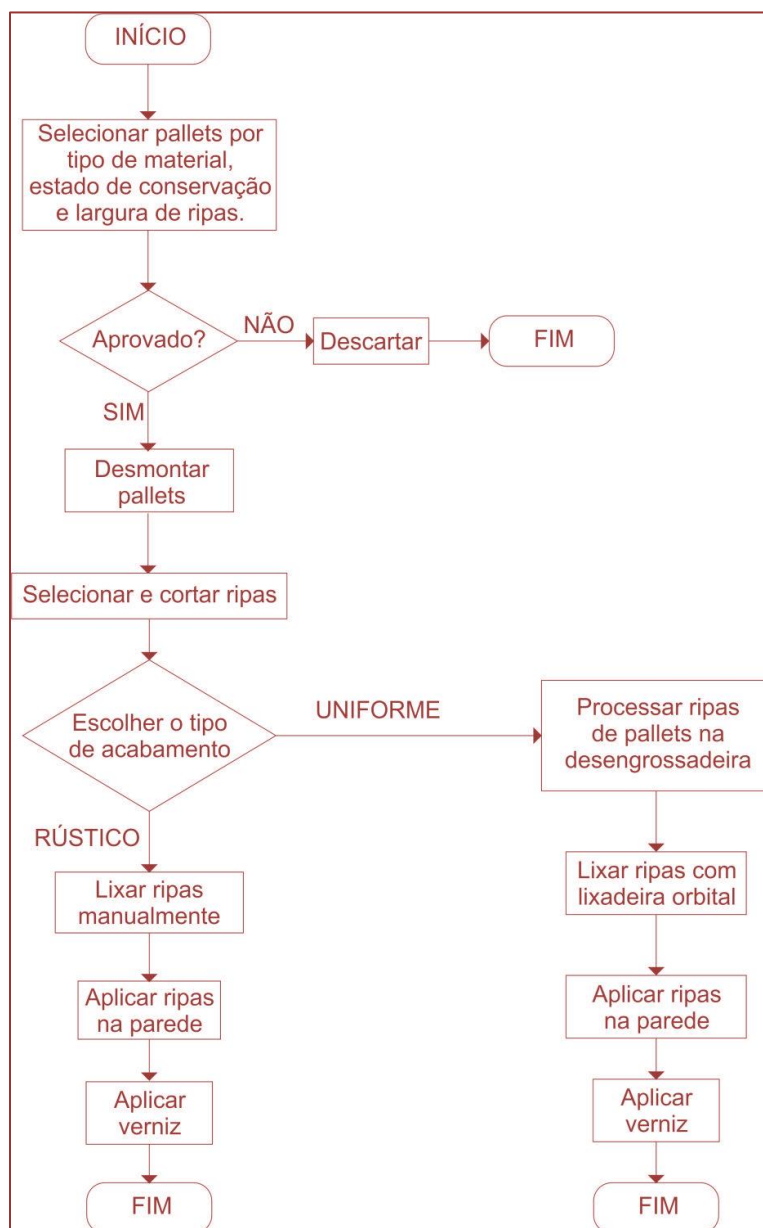 INÍCIO
Selecionar pallets por
tipo de material,
estado de conservação
e largura de ripas.
Aprovado?
NÃO
Descartar
FIM
SIM
Desmontar
pallets
Selecionar e cortar ripas
Escolher o tipo
de acabamento
UNIFORME
Processar ripas
de pallets na
desengrossadeira
RÚSTICO
Lixar ripas
manualmente
Aplicar ripas
na parede
Aplicar
verniz
FIM
Lixar ripas com
lixadeira orbital
Aplicar ripas
na parede
Aplicar
verniz
FIM